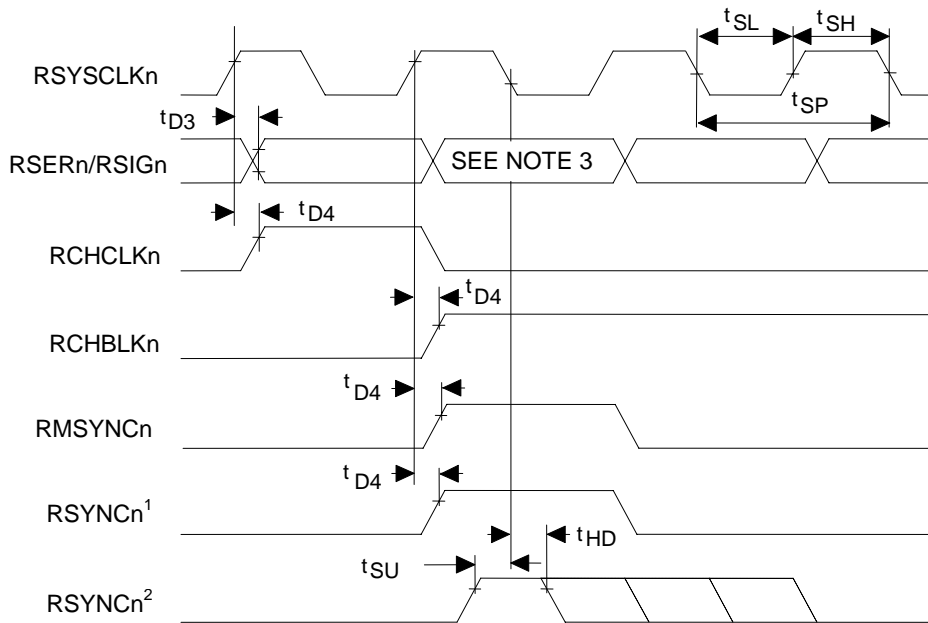 tSL
tSH
RSYSCLKn
tSP
tD3
RSERn/RSIGn
SEE NOTE 3
tD4
RCHCLKn
tD4
RCHBLKn
tD4
RMSYNCn
tD4
RSYNCn1
tHD
tSU
RSYNCn2